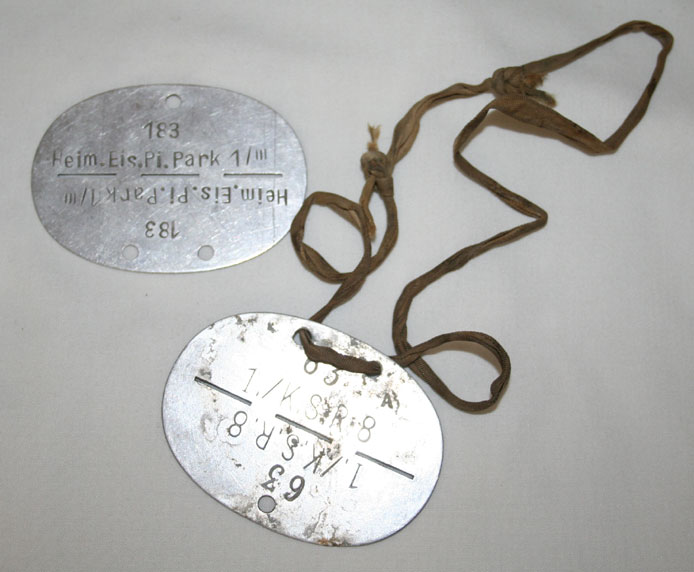 183
Heim.Eis.Pi.Park 1/III
Heim.Eis.Pi.Park 1/III
183
63 A
1./K.S.R.8
1./K.S.R 8
63